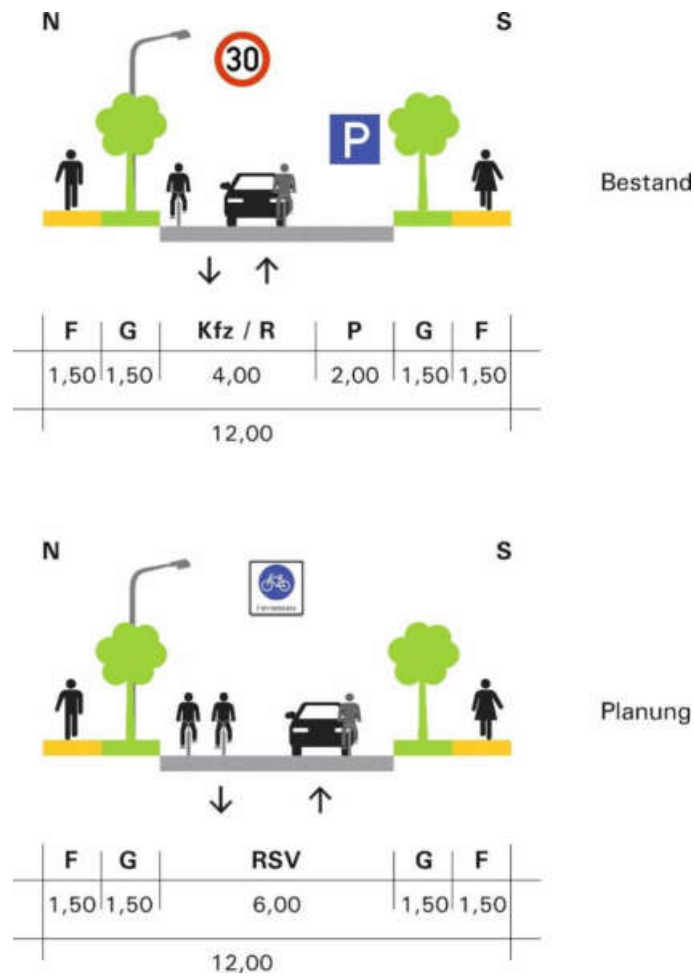 N S
30
P
Bestand
F G Kfz / R P G F
1,50 1,50 4,00 2,00 1,50 1,50
12,00
N S
Planung
F G RSV G F
1,50 1,50 6,00 1,50 1,50
12,00